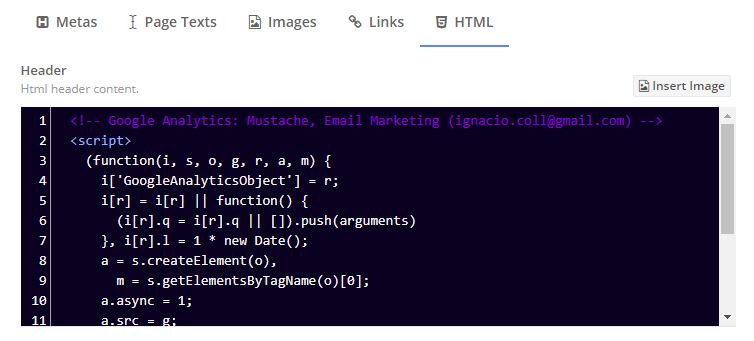 Metas Page Texts Images Links HTML
Header
Html header content.
Insert Image
1 <!-- Google Analytics: Mustache, Email Marketing (ignacio.coll@gmail.com) -->
2 <script>
3 (function(i, s, o, g, r, a, m) {
4 i['GoogleAnalyticsObject'] = r;
5 i[r] = i[r] || function() {
6 (i[r].q = i[r].q || []).push(arguments)
7 }, i[r].l = 1 * new Date();
8 a = s.createElement(o),
9 m = s.getElementsByTagName(o)[0];
10 a.async = 1;
11 a.src = g;